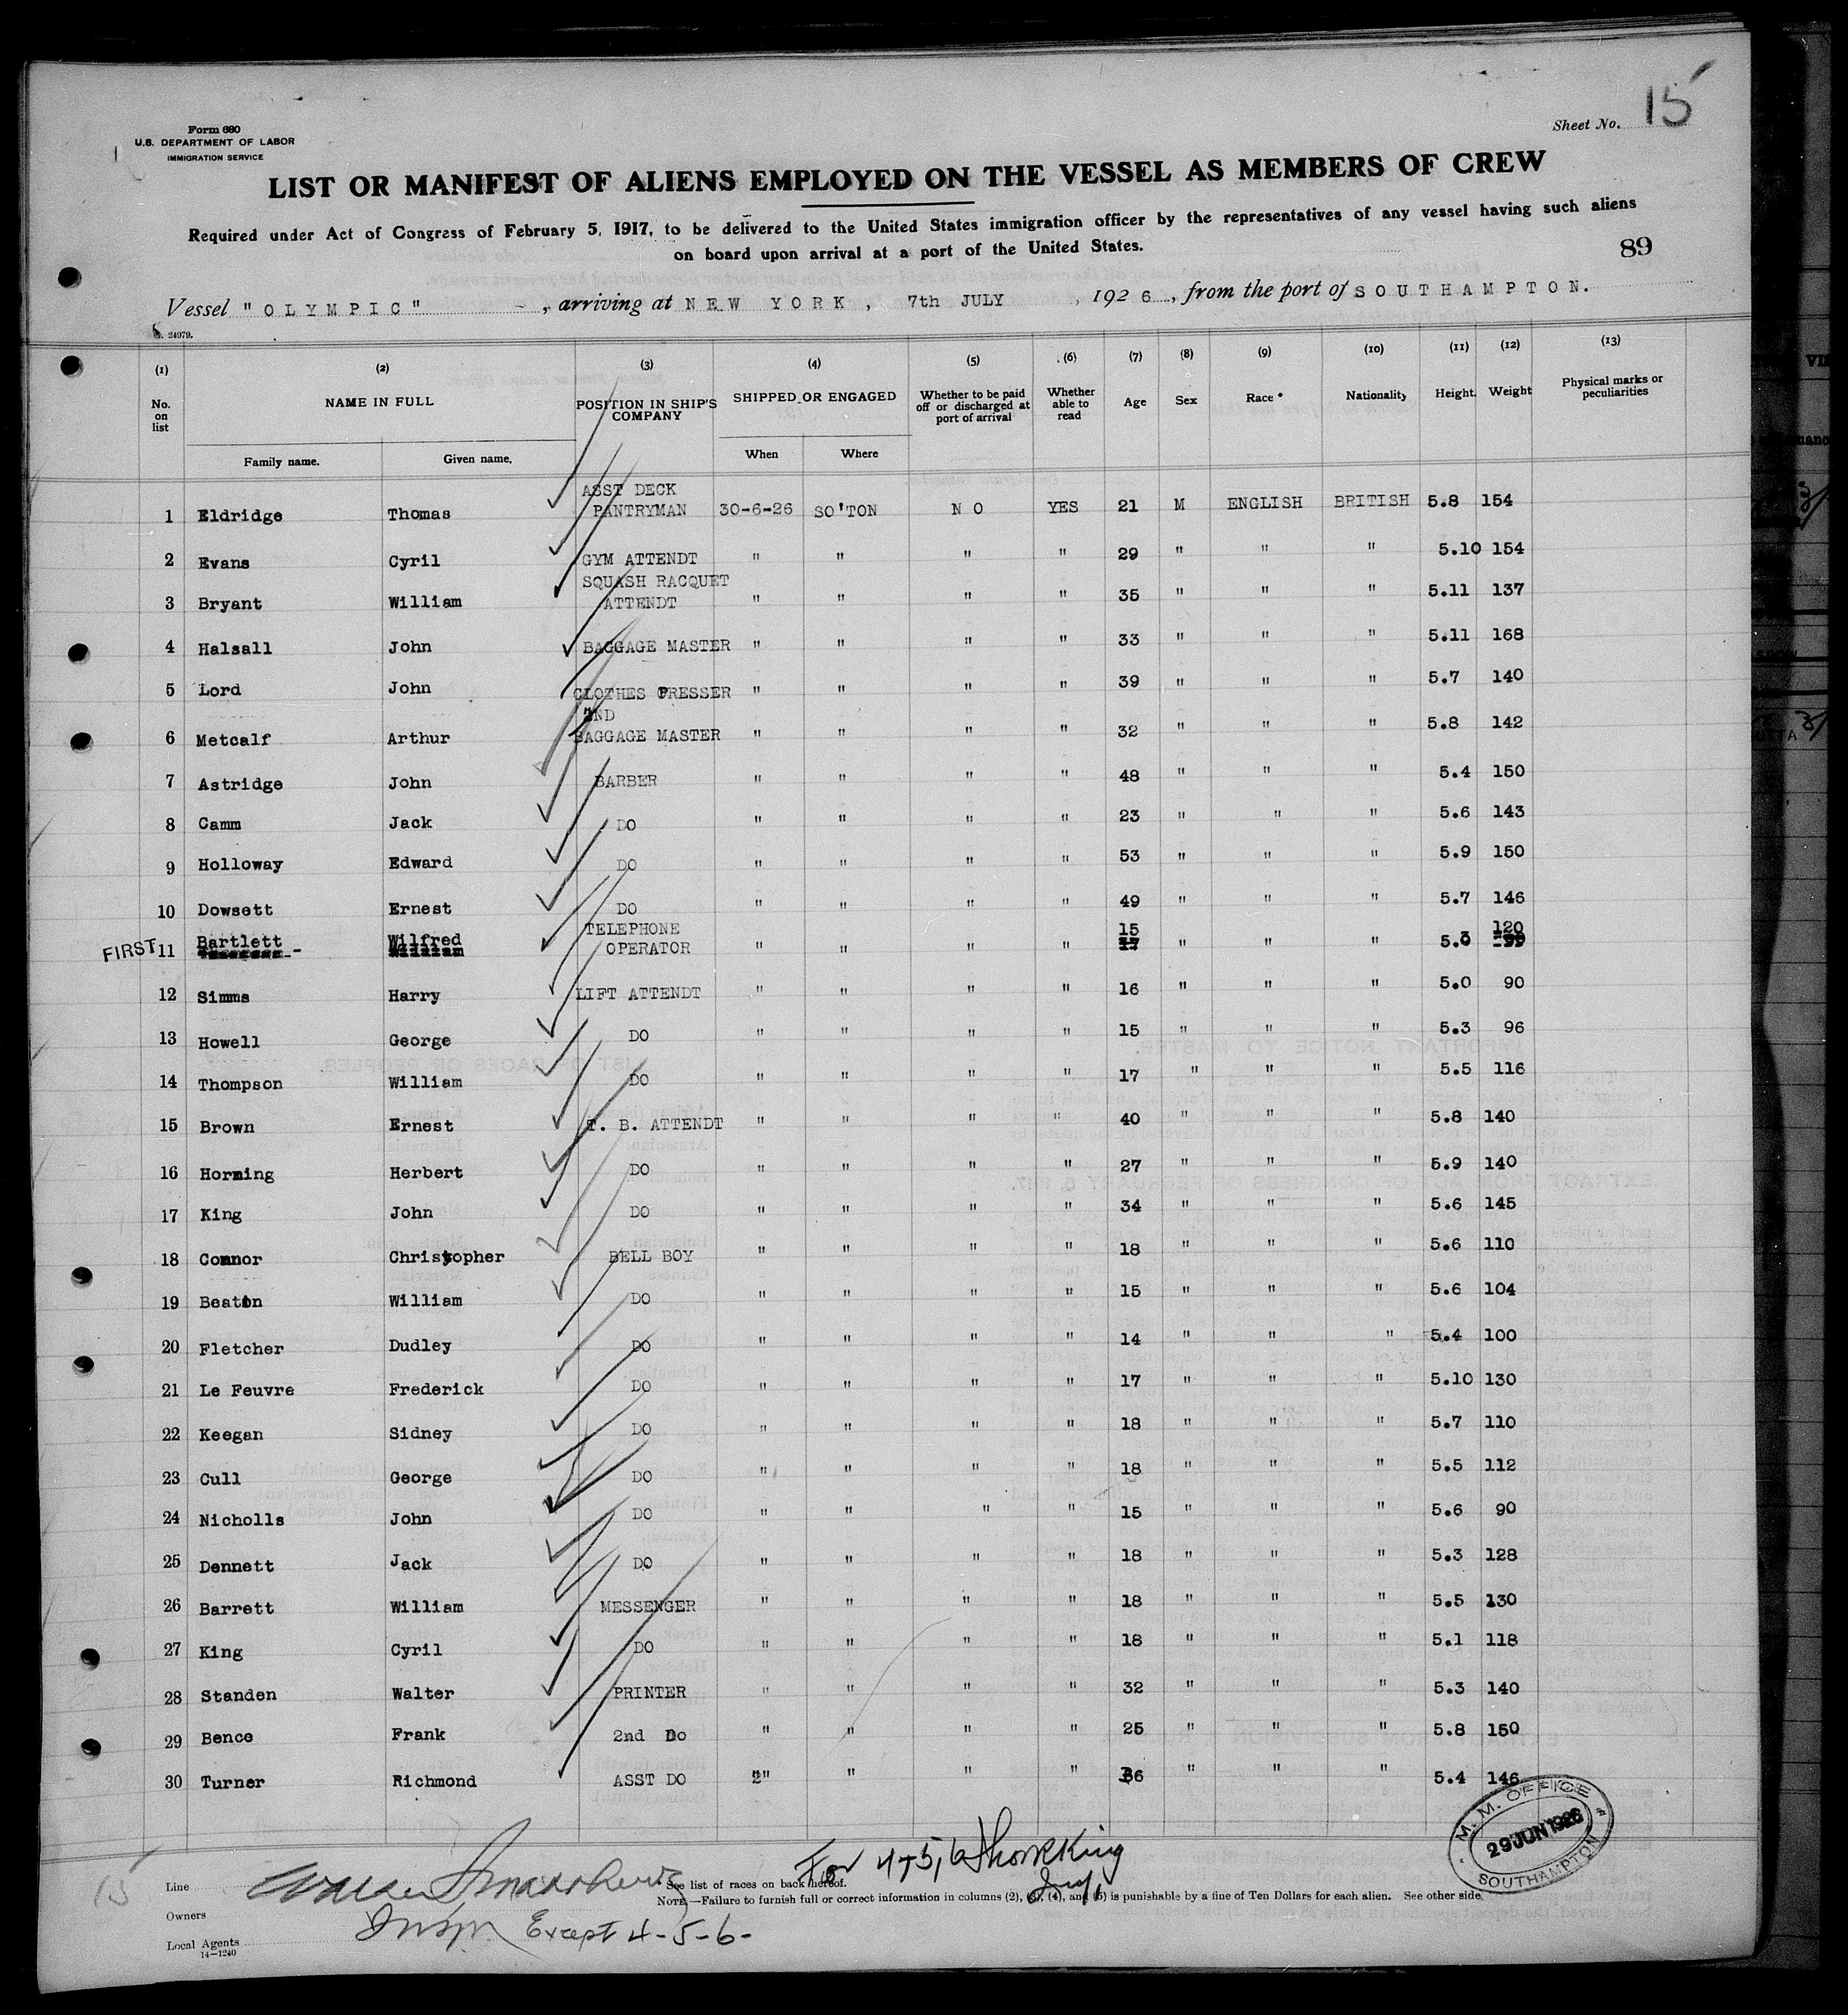 Form 680
U.S. DEPARTMENT OF LABOR
IMMIGRATION SERVICE
Sheet No. 15
LIST OR MANIFEST OF ALIENS EMPLOYED ON THE VESSEL AS MEMBERS OF CREW
Required under Act of Congress of February 5, 1917, to be delivered to the United States immigration officer by the representatives of any vessel having such aliens
on board upon arrival at a port of the United States.
89
Vessel "OLYMPIC" , arriving at NEW YORK, 7th JULY , 1926, from the port of SOUTHAMPTON.
24979.
(1) (2) (3) (4) (5) (6) (7) (8) (9) (10) (11) (12) (13)
No. on list NAME IN FULL POSITION IN SHIP'S COMPANY SHIPPED OR ENGAGED Whether to be paid off or discharged at port of arrival Whether able to read Age Sex Race * Nationality Height. Weight Physical marks or peculiarities
Family name. Given name. When Where
1 Eldridge Thomas ASST DECK PANTRYMAN 30-6-26 SO'TON NO YES 21 M ENGLISH BRITISH 5.8 154
2 Evans Cyril GYM ATTENDT " " " " 29 " " " 5.10 154
3 Bryant William SQUASH RACQUET ATTENDT " " " " 35 " " " 5.11 137
4 Halsall John BAGGAGE MASTER " " " " 33 " " " 5.11 168
5 Lord John CLOTHES PRESSER " " " " 39 " " " 5.7 140
6 Metcalf Arthur 2ND BAGGAGE MASTER " " " " 32 " " " 5.8 142
7 Astridge John BARBER " " " " 48 " " " 5.4 150
8 Camm Jack DO " " " " 23 " " " 5.6 143
9 Holloway Edward DO " " " " 53 " " " 5.9 150
10 Dowsett Ernest DO " " " " 49 " " " 5.7 146
FIRST 11 Bartlett Wilfred William TELEPHONE OPERATOR " " " " 15 17 " " " 5.3 120 99
12 Simms Harry LIFT ATTENDT " " " " 16 " " " 5.0 90
13 Howell George DO " " " " 15 " " " 5.3 96
14 Thompson William DO " " " " 17 " " " 5.5 116
15 Brown Ernest T. B. ATTENDT " " " " 40 " " " 5.8 140
16 Horning Herbert DO " " " " 27 " " " 5.9 140
17 King John DO " " " " 34 " " " 5.6 145
18 Connor Christopher BELL BOY " " " " 18 " " " 5.6 110
19 Beaton William DO " " " " 15 " " " 5.6 104
20 Fletcher Dudley DO " " " " 14 " " " 5.4 100
21 Le Feuvre Frederick DO " " " " 17 " " " 5.10 130
22 Keegan Sidney DO " " " " 18 " " " 5.7 110
23 Cull George DO " " " " 18 " " " 5.5 112
24 Nicholls John DO " " " " 15 " " " 5.6 90
25 Dennett Jack DO " " " " 18 " " " 5.3 128
26 Barrett William MESSENGER " " " " 18 " " " 5.5 130
27 King Cyril DO " " " " 18 " " " 5.1 118
28 Standen Walter PRINTER " " " " 32 " " " 5.3 140
29 Bence Frank 2nd Do " " " " 25 " " " 5.8 150
30 Turner Richmond ASST DO " " " " 36 " " " 5.4 146
M. M. OFFICE
29 JUN 1926
SOUTHAMPTON
For 4+5,6
Line
* See list of races on back hereof.
NOTE.—Failure to furnish full or correct information in columns (2), (3), (4), and (5) is punishable by a fine of Ten Dollars for each alien. See other side.
Owners
Insp. Except 4-5-6-
Local Agents
14—1240